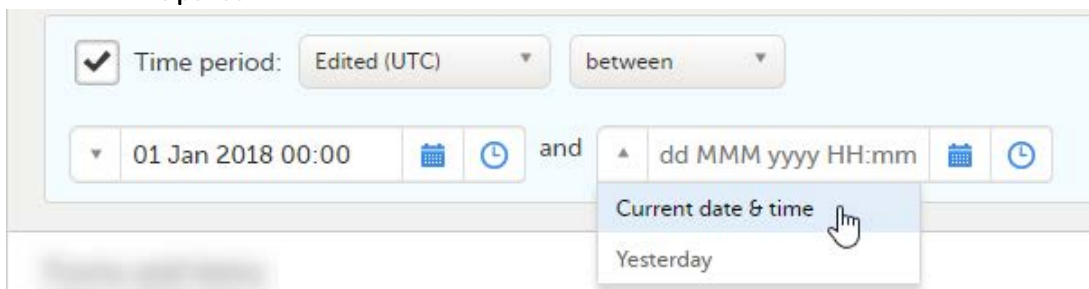 Time period: Edited (UTC) between
01 Jan 2018 00:00 and dd MMM yyyy HH:mm
Current date & time
Yesterday